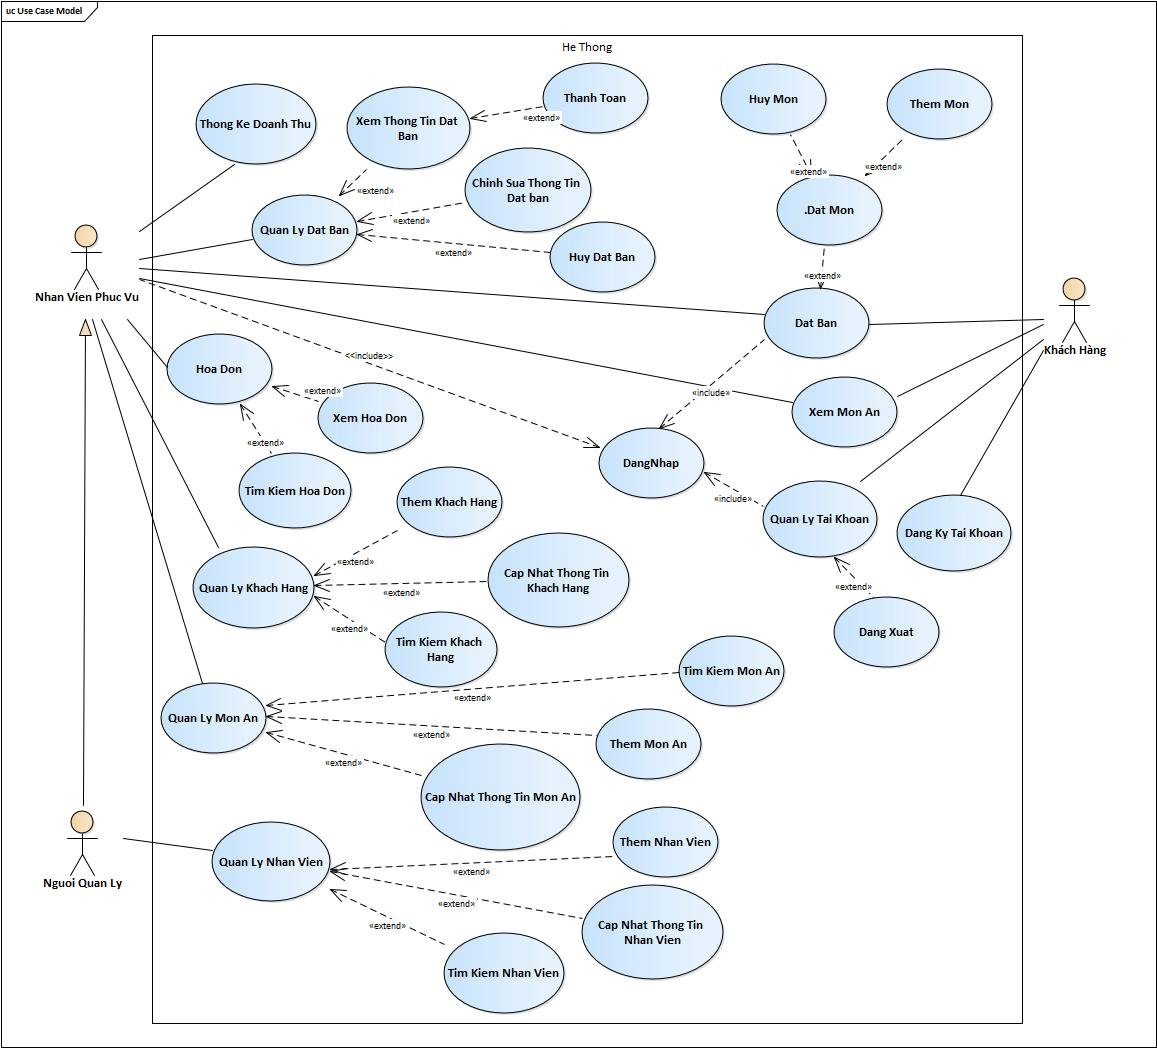 uc Use Case Model
He Thong
Thong Ke Doanh Thu
Xem Thong Tin Dat
Ban
Thanh Toan
«extend»
Huy Mon
Them Mon
«extend»
«extend»
«extend»
Chinh Sua Thong Tin
Dat ban
«extend»
Quan Ly Dat Ban
.Dat Mon
«extend»
Huy Dat Ban
«extend»
Nhan Vien Phuc Vu
Dat Ban
Khách Hàng
<<include>>
Hoa Don
«extend»
Xem Hoa Don
«include»
Xem Mon An
«extend»
DangNhap
Tim Kiem Hoa Don
Them Khach Hang
«include»
Quan Ly Tai Khoan
Dang Ky Tai Khoan
«extend»
Quan Ly Khach Hang
Cap Nhat Thong Tin
Khach Hang
«extend»
«extend»
«extend»
Tim Kiem Khach
Hang
Dang Xuat
Tim Kiem Mon An
«extend»
Quan Ly Mon An
«extend»
Them Mon An
«extend»
Cap Nhat Thong Tin Mon An
Them Nhan Vien
Quan Ly Nhan Vien
«extend»
Nguoi Quan Ly
«extend»
Cap Nhat Thong Tin
Nhan Vien
«extend»
Tim Kiem Nhan Vien